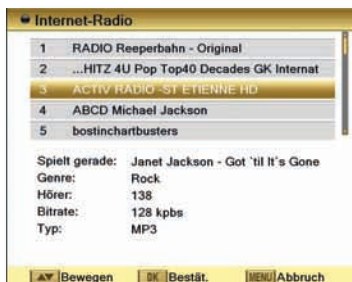 Internet-Radio
1 RADIO Reeperbahn - Original
2 ...HITZ 4U Pop Top40 Decades GK Internat
3 ACTIV RADIO -ST ETIENNE HD
4 ABCD Michael Jackson
5 bostinchartbusters
Spielt gerade: Janet Jackson - Got `til It´s Gone
Genre: Rock
Hörer: 138
Bitrate: 128 kpbs
Typ: MP3
▲▼ Bewegen OK Bestät. MENU Abbruch